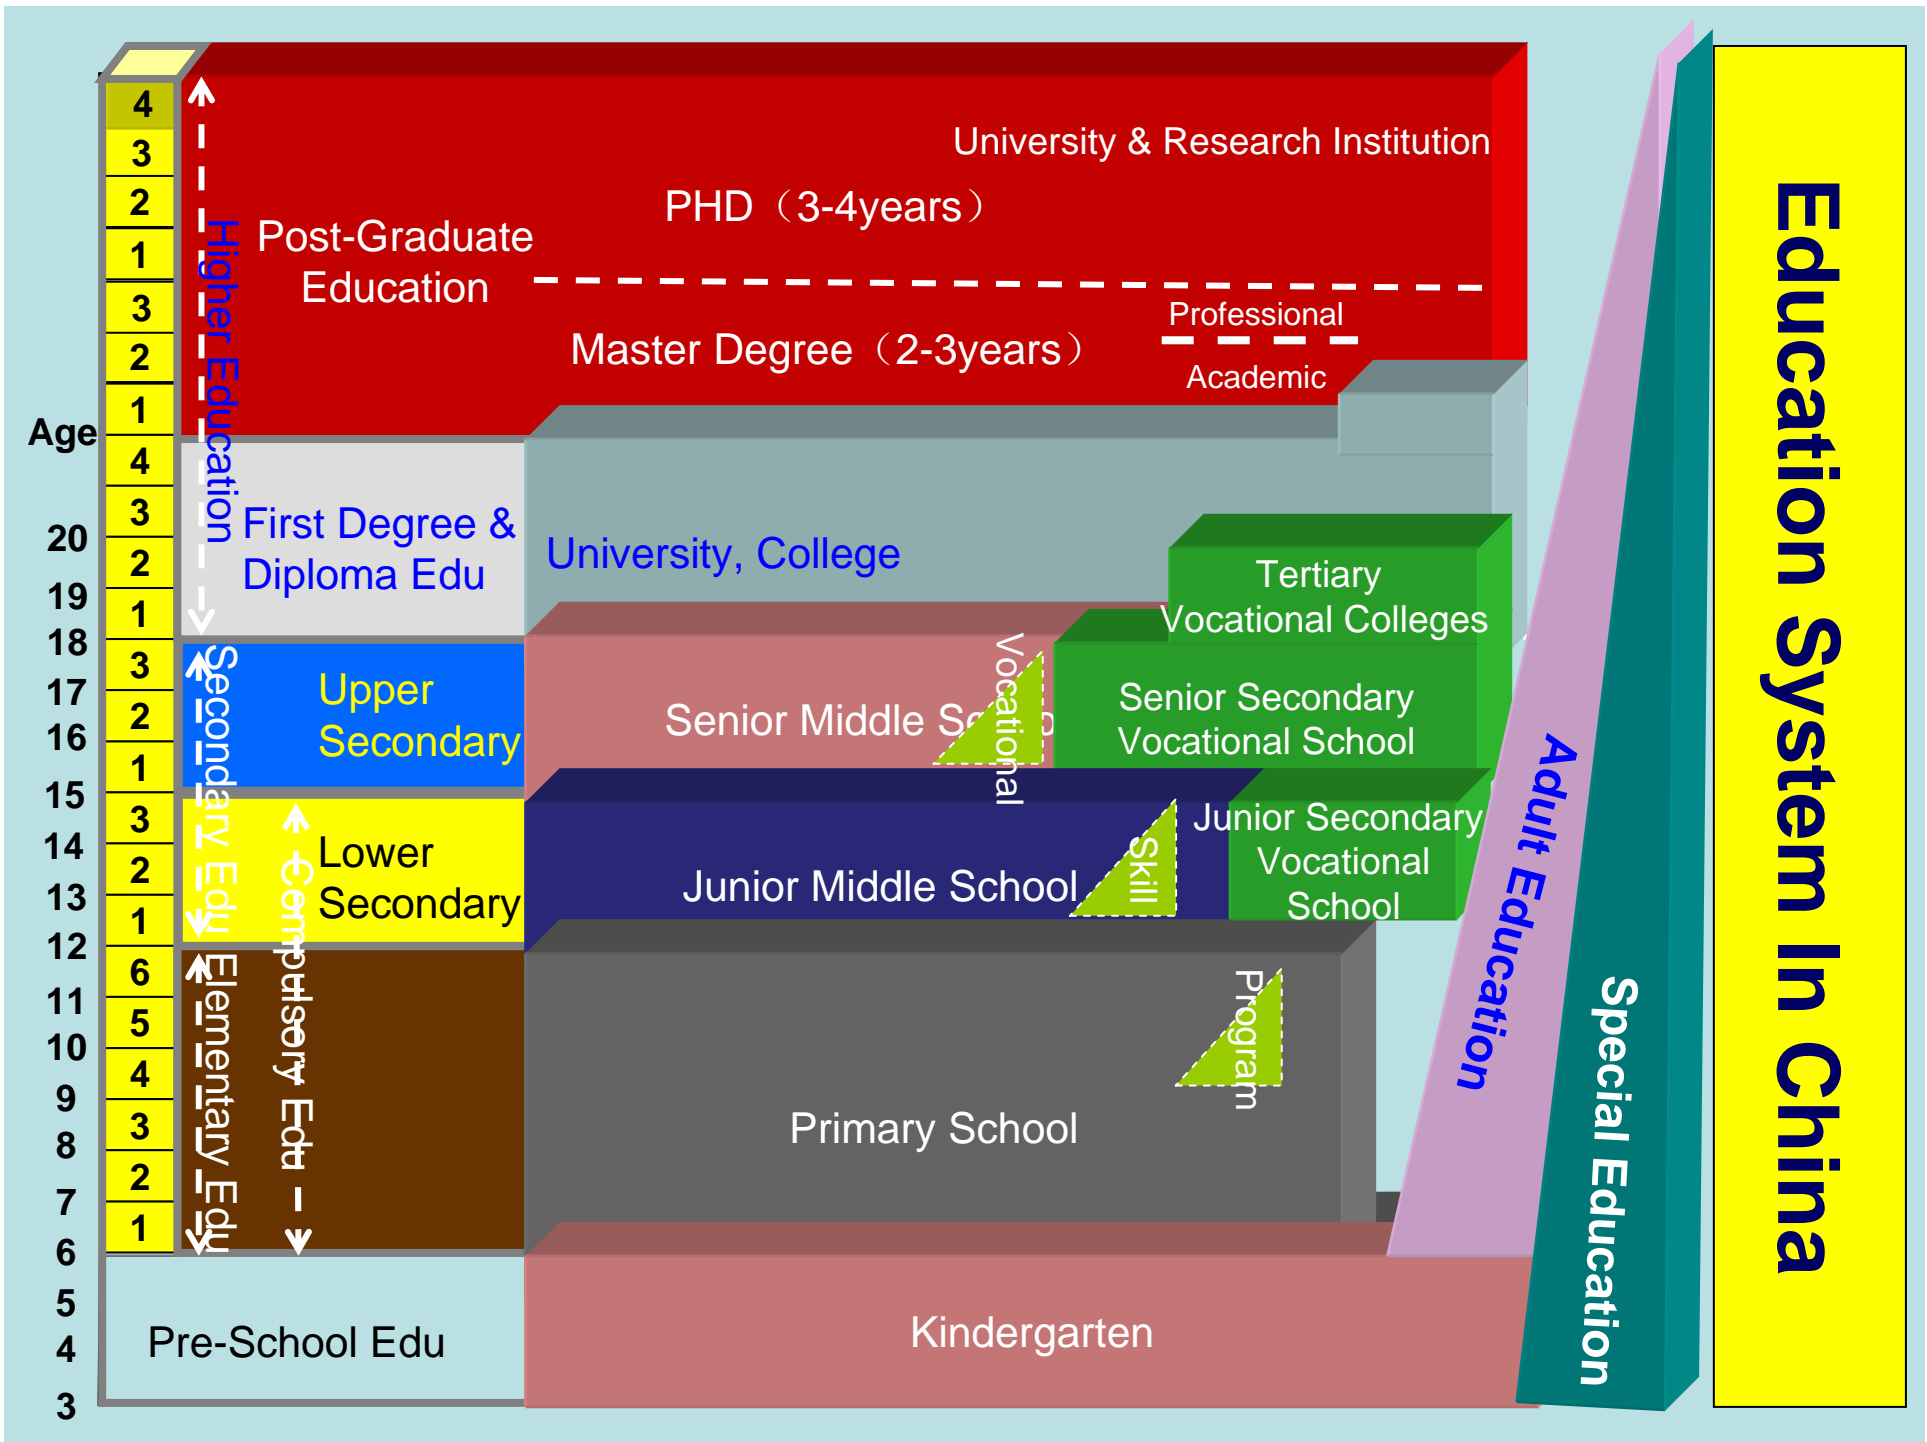 Education System In China
4
3
2
1
3
2
1
4
3
2
1
3
2
1
3
2
1
6
5
4
3
2
1
Age
20
19
18
17
16
15
14
13
12
11
10
9
8
7
6
5
4
3
Higher Education
Secondary Edu
Elementary Edu
Compulsory Edu
Post-Graduate
Education
University & Research Institution
PHD（3-4years）
Master Degree（2-3years）
Professional
Academic
First Degree &
Diploma Edu
University, College
Tertiary
Vocational Colleges
Upper
Secondary
Senior Middle
Vocational
Senior Secondary
Vocational School
Lower
Secondary
Junior Middle School
Skill
Junior Secondary
Vocational
School
Primary School
Program
Pre-School Edu
Kindergarten
Adult Education
Special Education